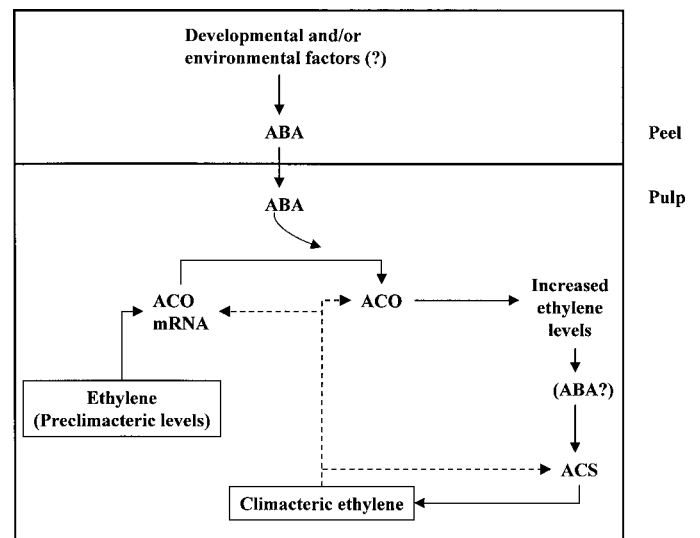 Developmental and/or
environmental factors (?)
ABA
Peel
Pulp
ABA
ACO
mRNA
ACO
Increased
ethylene
levels
Ethylene
(Preclimacteric levels)
(ABA?)
ACS
Climacteric ethylene